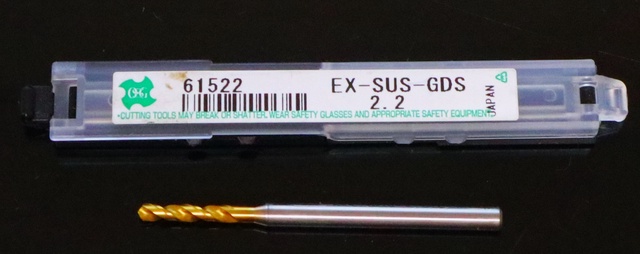 OSG
61522 EX-SUS-GDS
2.2
•CUTTING TOOLS MAY BREAK OR SHATTER. WEAR SAFETY GLASSES AND APPROPRIATE SAFETY EQUIPMENT.
JAPAN